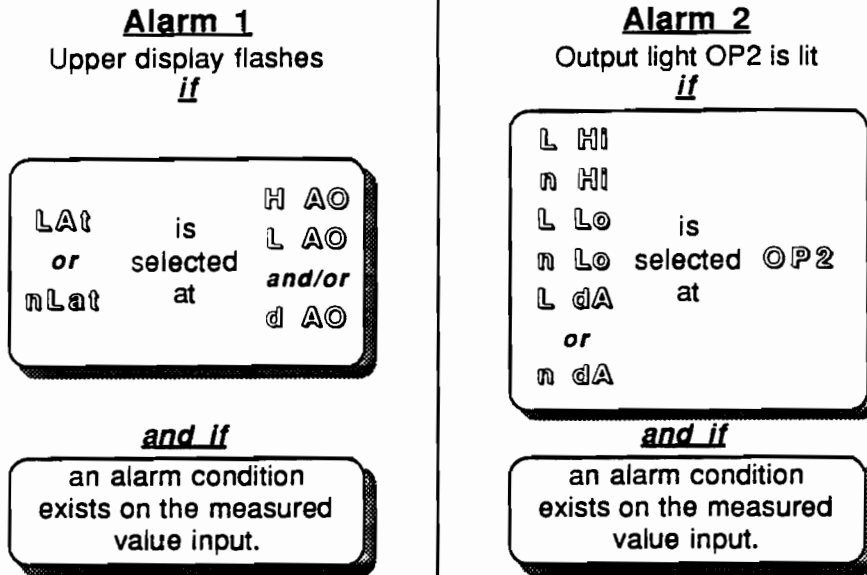 Alarm 1
Upper display flashes
if
LAt
or
nLat
is
selected
at
H AO
L AO
and/or
d AO
and if
an alarm condition
exists on the measured
value input.
Alarm 2
Output light OP2 is lit
if
L Hi
n Hi
L Lo
n Lo
L dA
or
n dA
is
selected
at
OP2
and if
an alarm condition
exists on the measured
value input.